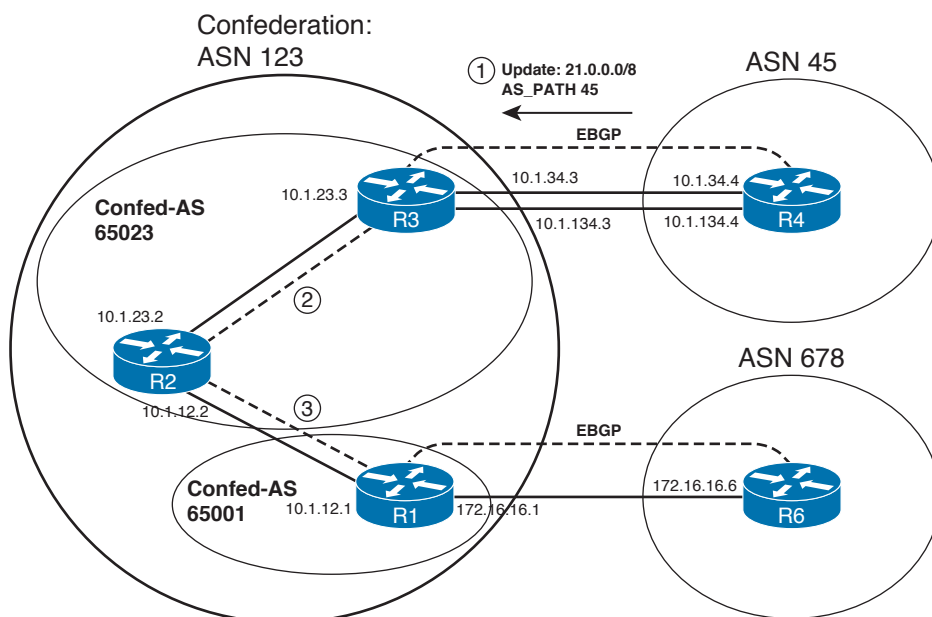 Confederation:
ASN 123
1 Update: 21.0.0.0/8
AS_PATH 45
ASN 45
EBGP
10.1.23.3
10.1.34.3
10.1.34.4
Confed-AS
65023
R3
R4
10.1.134.3
10.1.134.4
2
10.1.23.2
R2
ASN 678
10.1.12.2
3
EBGP
Confed-AS
65001
10.1.12.1
R1
172.16.16.1
172.16.16.6
R6